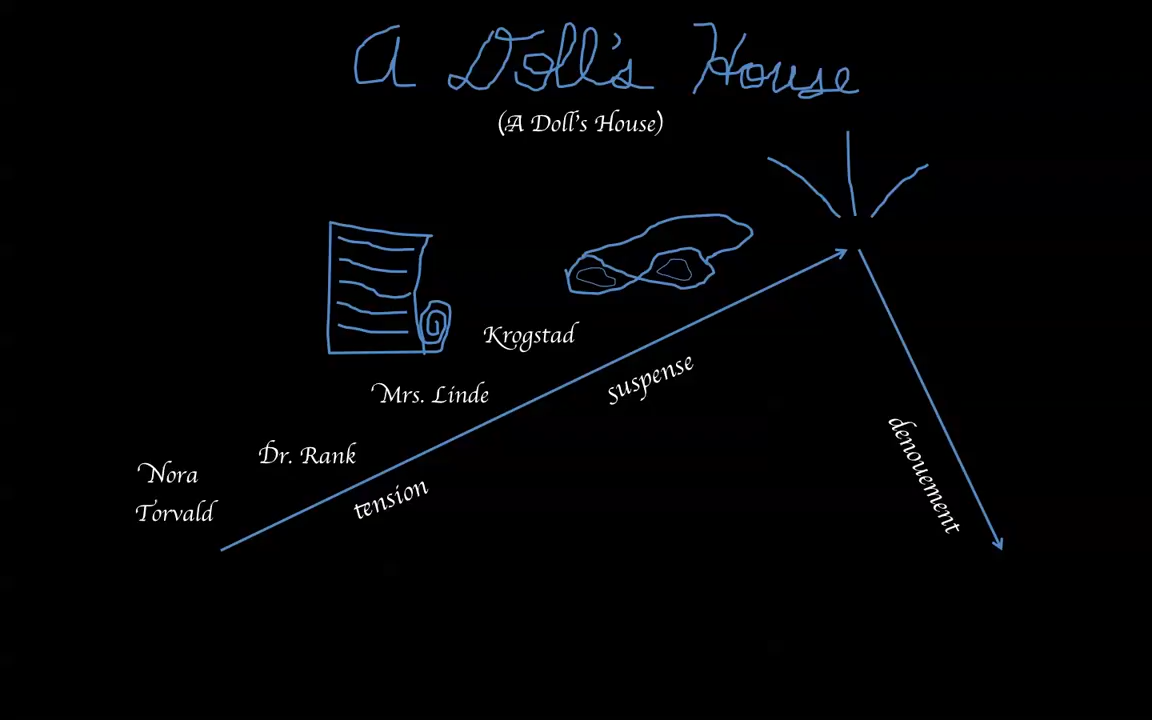 A Doll's House
(A Doll's House)
Krogstad
suspense
Mrs. Linde
Dr. Rank
Nora
Torvald
tension
denouement